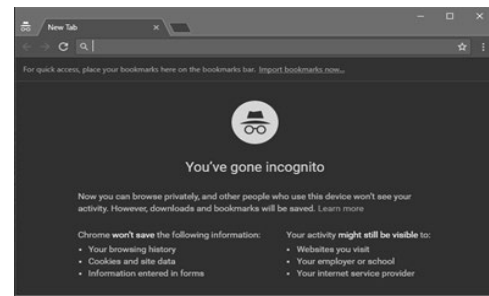 New Tab
For quick access, place your bookmarks here on the bookmarks bar. Import bookmarks now...
You've gone incognito
Now you can browse privately, and other people who use this device won't see your
activity. However, downloads and bookmarks will be saved. Learn more
Chrome won't save the following information:
• Your browsing history
• Cookies and site data
• Information entered in forms
Your activity might still be visible to:
• Websites you visit
• Your employer or school
• Your internet service provider